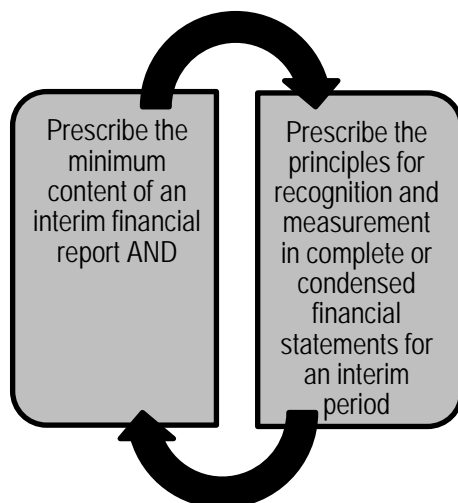 Prescribe the
minimum
content of an
interim financial
report AND
Prescribe the
principles for
recognition and
measurement
in complete or
condensed
financial
statements for
an interim
period